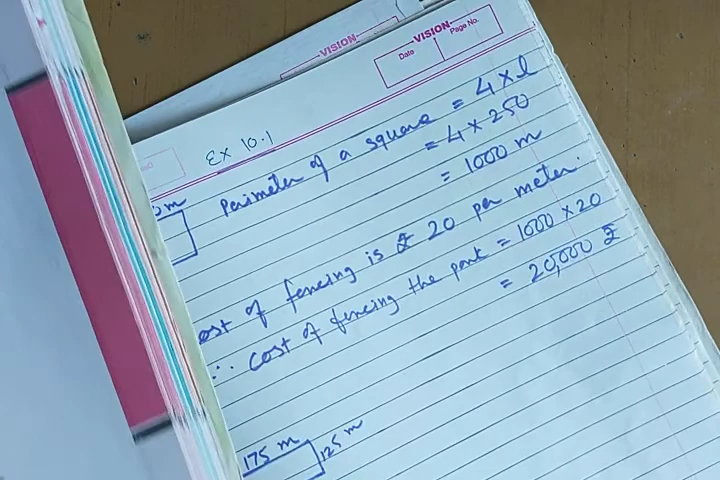 VISION
VISION
Date
Page No.
Ex 10.1
Perimeter of a square = 4 × l
= 4 × 250
= 1000 m
m
ost of fencing is ₹ 20 per meter.
∴ cost of fencing the park = 1000 × 20
= 20,000 ₹
175 m
125 m